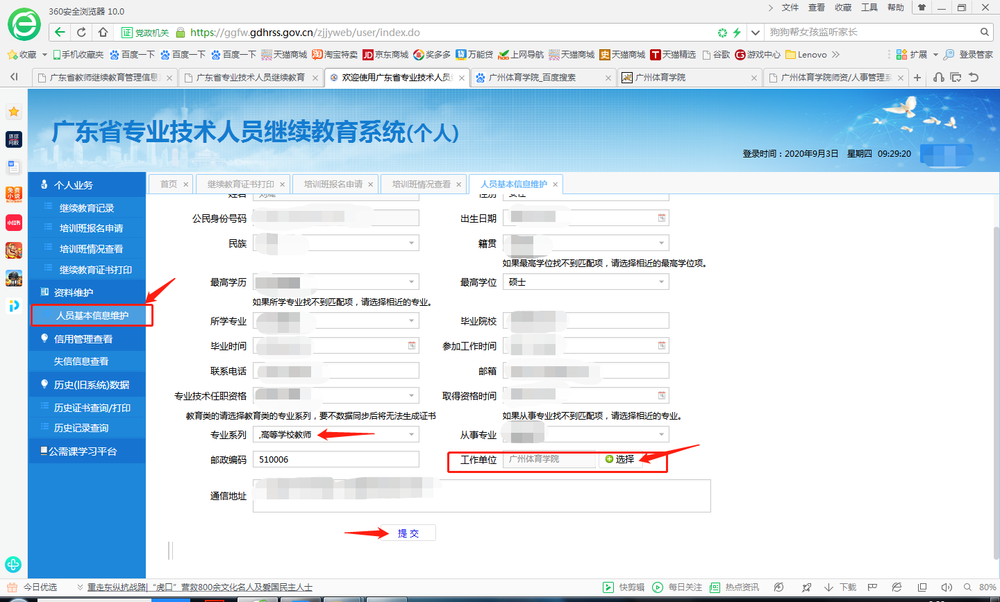 360安全浏览器 10.0
文件 查看 收藏 工具 帮助
证 党政机关 https://ggfw.gdhrss.gov.cn/zjjyweb/user/index.do
狗狗帮女孩监听家长
收藏 手机收藏夹 百度一下 百度一下 百度一下 天猫商城 淘宝特卖 京东商城 奖多多 万能贷 上网导航 天猫商城 天猫商城 天猫精选 谷歌 游戏中心 Lenovo 扩展 登录管家
广东省教师继续教育管理信息 广东省专业技术人员继续教育 欢迎使用广东省专业技术人员 广州体育学院_百度搜索 广州体育学院 广州体育学院师资/人事管理系
广东省专业技术人员继续教育系统(个人)
登录时间：2020年9月3日 星期四 09:29:20
个人业务
继续教育记录
培训班报名申请
培训班情况查看
继续教育证书打印
资料维护
人员基本信息维护
信用管理查看
失信信息查看
历史(旧系统)数据
历史证书查询/打印
历史记录查询
公需课学习平台
首页 继续教育证书打印 培训班报名申请 培训班情况查看 人员基本信息维护
姓名 性别 女性
公民身份号码 出生日期
民族 籍贯
如果最高学位找不到匹配项，请选择相近的最高学位项。
最高学历 最高学位 硕士
如果所学专业找不到匹配项，请选择相近的专业。
所学专业 毕业院校
毕业时间 参加工作时间
联系电话 邮箱
专业技术任职资格 取得资格时间
教育类的请选择教育类的专业系列，要不数据同步后将无法生成证书 如果从事专业找不到匹配项，请选择相近的专业。
专业系列 ,高等学校教师 从事专业
邮政编码 510006 工作单位 广州体育学院 选择
通信地址
提 交
今日优选 重走东纵抗战路|“虎口”营救800余文化名人及爱国民主人士
快剪辑 每日关注 热点资讯 下载 80%